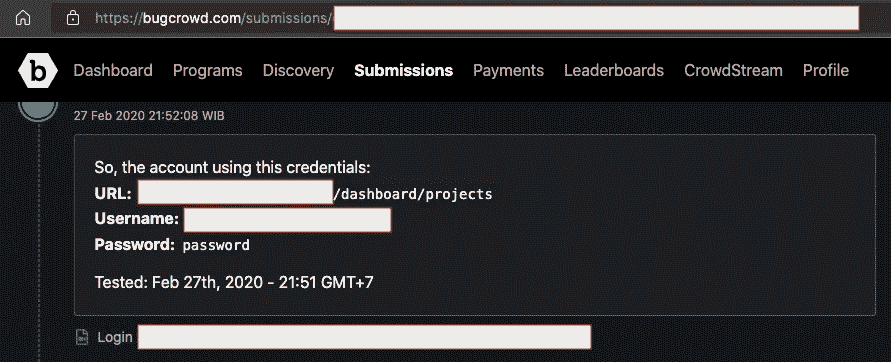 https://bugcrowd.com/submissions/
b Dashboard Programs Discovery Submissions Payments Leaderboards CrowdStream Profile
27 Feb 2020 21:52:08 WIB
So, the account using this credentials:
URL: /dashboard/projects
Username:
Password: password
Tested: Feb 27th, 2020 - 21:51 GMT+7
Login